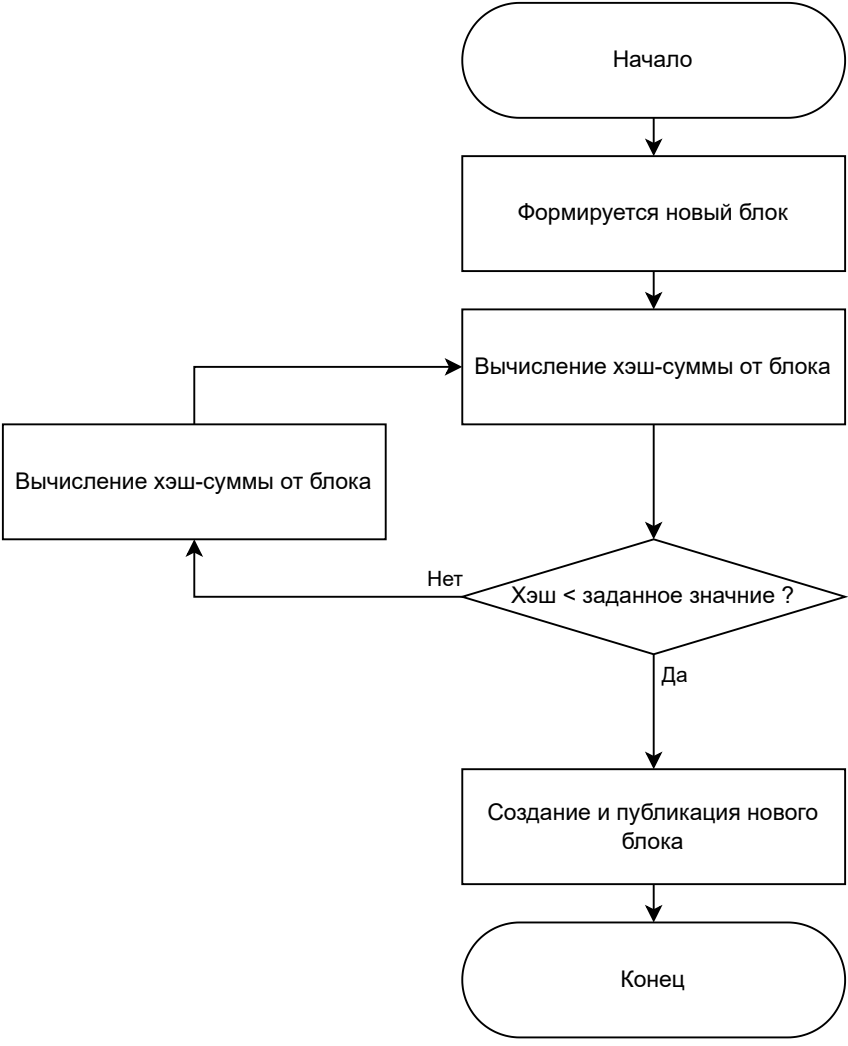 Начало
Формируется новый блок
Вычисление хэш-суммы от блока
Вычисление хэш-суммы от блока
Нет
Хэш < заданное значние ?
Да
Создание и публикация нового
блока
Конец